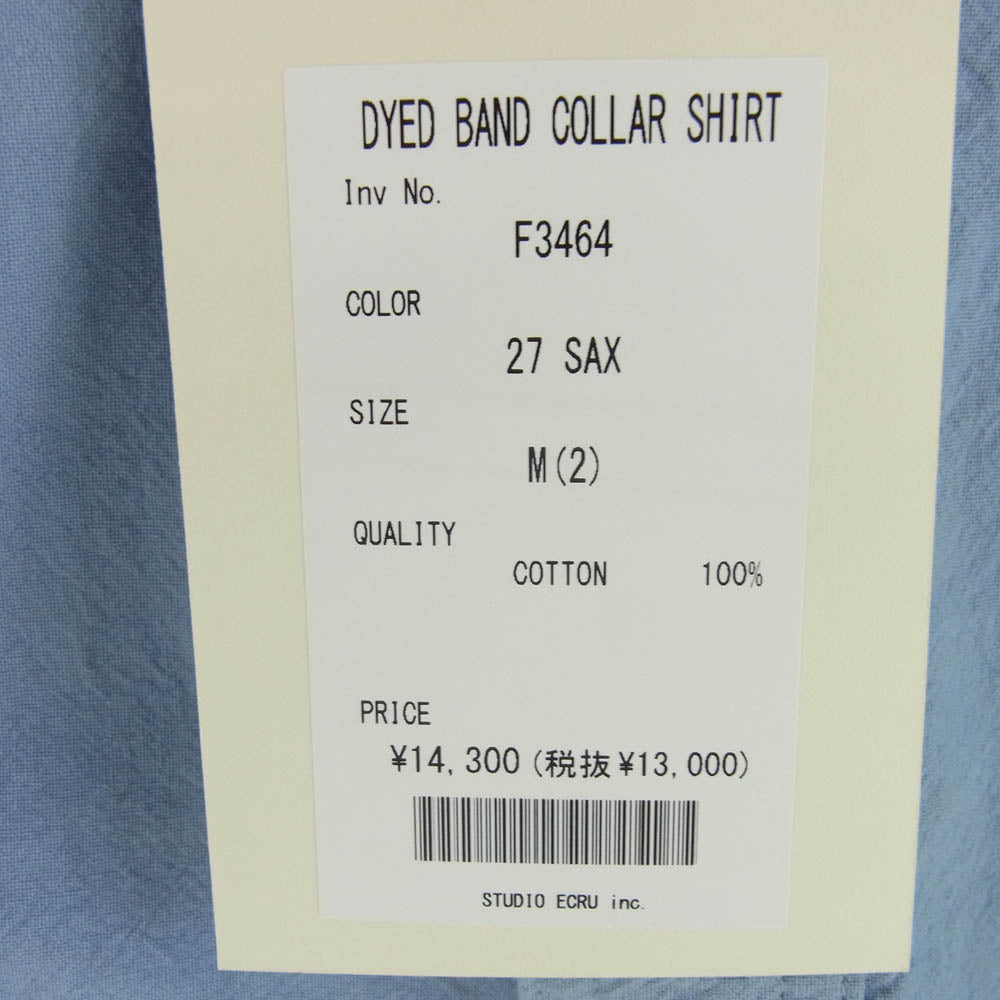 DYED BAND COLLAR SHIRT
Inv No.
F3464
COLOR
27 SAX
SIZE
M(2)
QUALITY
COTTON 100%
PRICE
¥14,300(税抜¥13,000)
STUDIO ECRU inc.